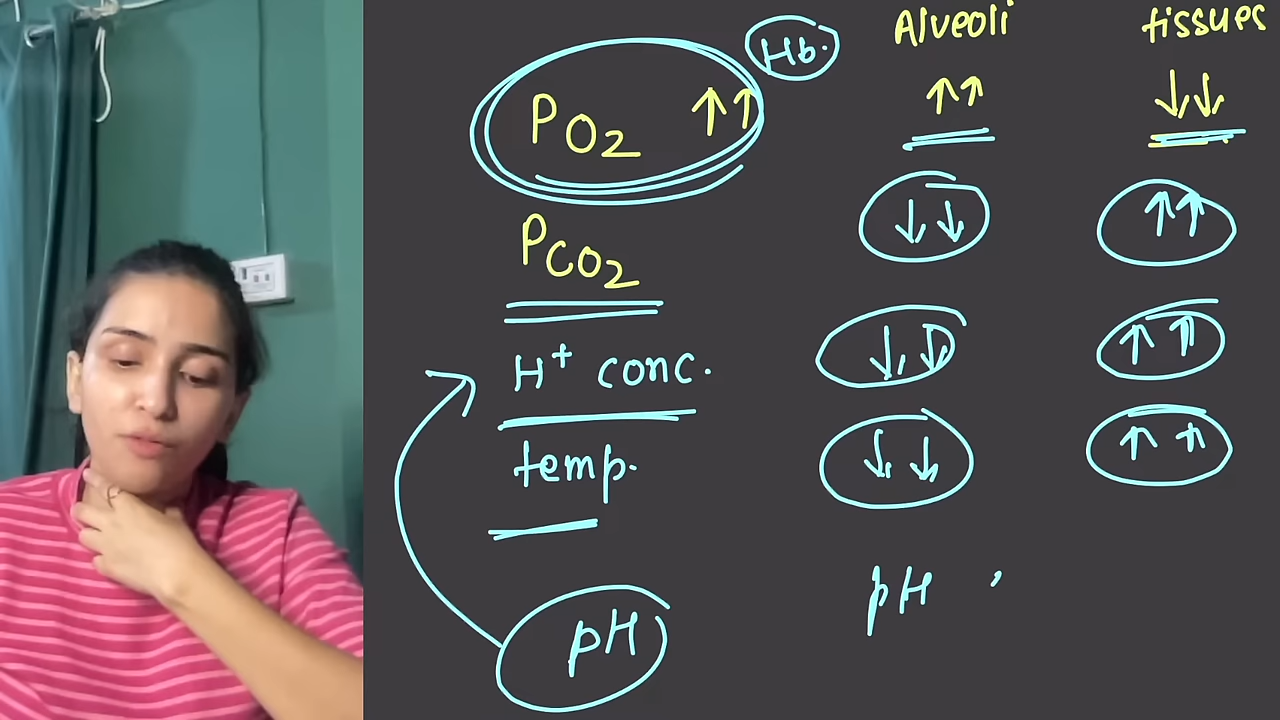 Alveoli tissues
PO2 ↑↑ Hb. ↑↑ ↓↓
PCO2 ↓↓ ↑↑
H+ conc. ↓↓ ↑↑
temp. ↓↓ ↑↑
pH pH